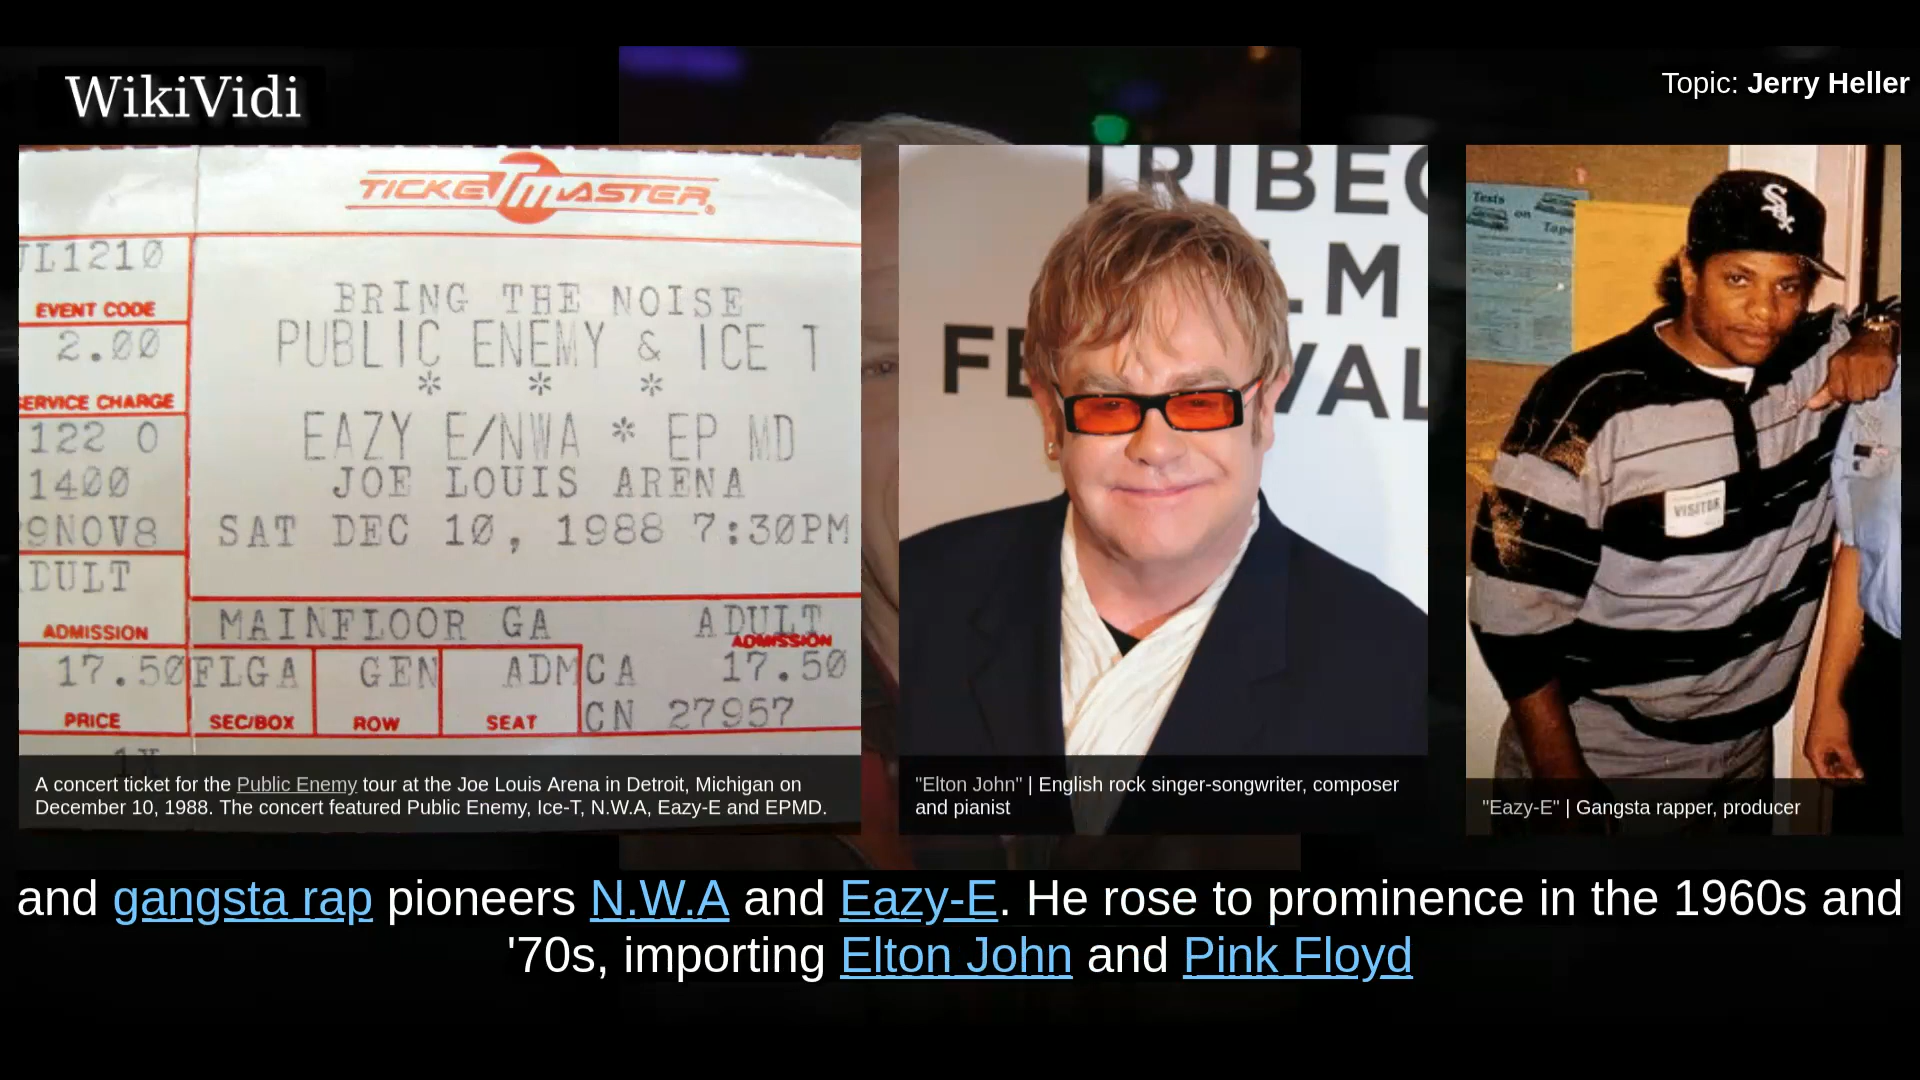 WikiVidi
Topic: Jerry Heller
TICKETMASTER®
JL1210
EVENT CODE
2.00
SERVICE CHARGE
122 0
1400
9NOV8
DULT
ADMISSION
17.50
PRICE
BRING THE NOISE
PUBLIC ENEMY & ICE T
* * *
EAZY E/NWA * EP MD
JOE LOUIS ARENA
SAT DEC 10, 1988 7:30PM
MAINFLOOR GA ADULT
ADMISSION
FLGA GEN ADM CA 17.50
SEC/BOX ROW SEAT CN 27957
A concert ticket for the Public Enemy tour at the Joe Louis Arena in Detroit, Michigan on
December 10, 1988. The concert featured Public Enemy, Ice-T, N.W.A, Eazy-E and EPMD.
TRIBEC
LM
FE VAL
"Elton John" | English rock singer-songwriter, composer
and pianist
Tests
on
Tape
Sox
VISITOR
"Eazy-E" | Gangsta rapper, producer
and gangsta rap pioneers N.W.A and Eazy-E. He rose to prominence in the 1960s and
'70s, importing Elton John and Pink Floyd